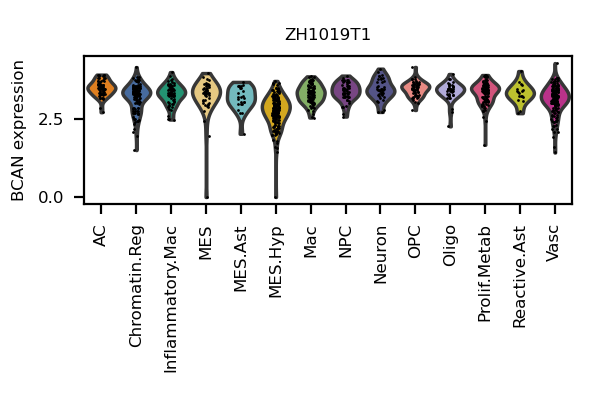 ZH1019T1
BCAN expression
2.5
0.0
AC
Chromatin.Reg
Inflammatory.Mac
MES
MES.Ast
MES.Hyp
Mac
NPC
Neuron
OPC
Oligo
Prolif.Metab
Reactive.Ast
Vasc